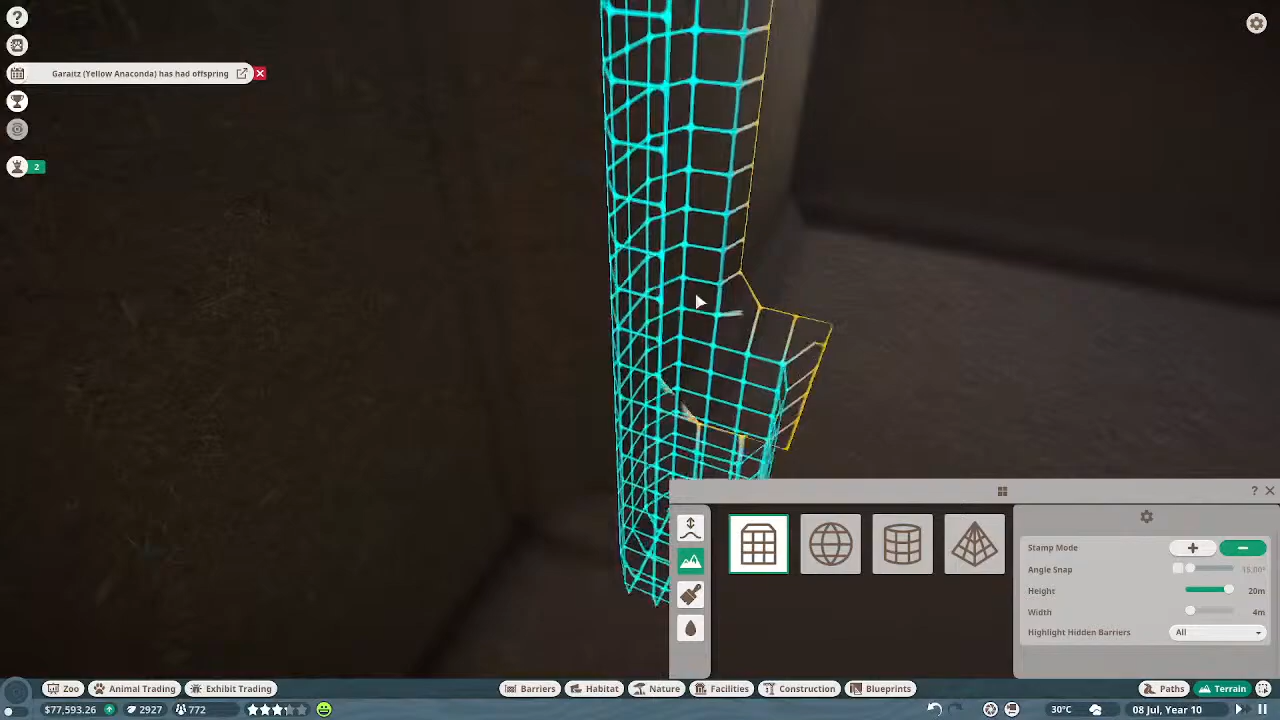 ?
Garaitz (Yellow Anaconda) has had offspring
2
?
Stamp Mode
Angle Snap 15.00°
Height 20m
Width 4m
Highlight Hidden Barriers All
Zoo Animal Trading Exhibit Trading Barriers Habitat Nature Facilities Construction Blueprints Paths Terrain
$77,593.26 2927 772 30°C 08 Jul, Year 10